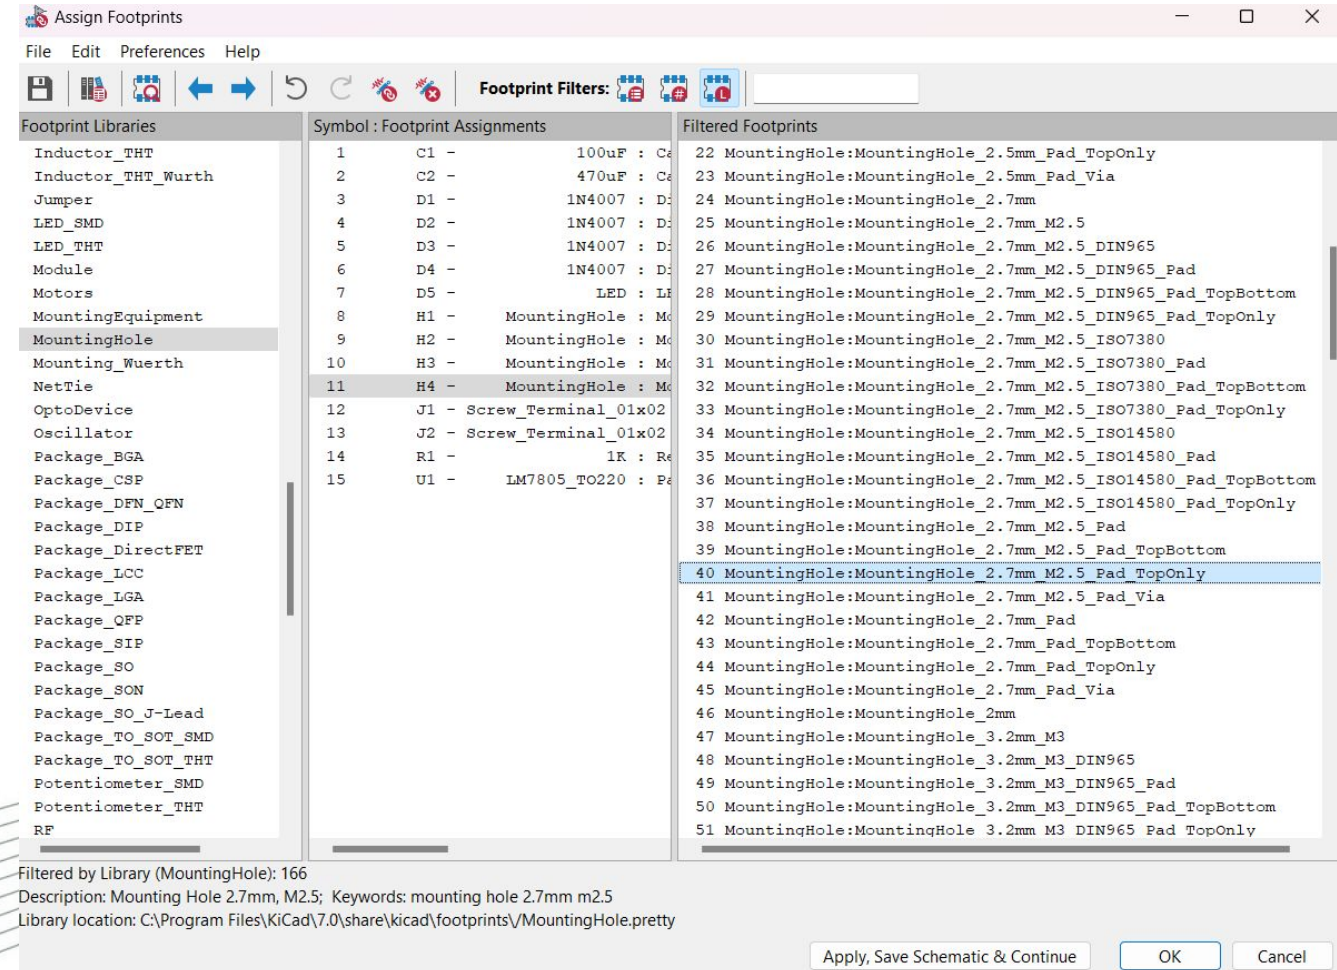 Assign Footprints
File Edit Preferences Help
Footprint Filters:
Footprint Libraries
Inductor_THT
Inductor_THT_Wurth
Jumper
LED_SMD
LED_THT
Module
Motors
MountingEquipment
MountingHole
Mounting_Wuerth
NetTie
OptoDevice
Oscillator
Package_BGA
Package_CSP
Package_DFN_QFN
Package_DIP
Package_DirectFET
Package_LCC
Package_LGA
Package_QFP
Package_SIP
Package_SO
Package_SON
Package_SO_J-Lead
Package_TO_SOT_SMD
Package_TO_SOT_THT
Potentiometer_SMD
Potentiometer_THT
RF
Symbol : Footprint Assignments
1 C1 - 100uF : Ca
2 C2 - 470uF : Ca
3 D1 - 1N4007 : Di
4 D2 - 1N4007 : Di
5 D3 - 1N4007 : Di
6 D4 - 1N4007 : Di
7 D5 - LED : LE
8 H1 - MountingHole : Mo
9 H2 - MountingHole : Mo
10 H3 - MountingHole : Mo
11 H4 - MountingHole : Mo
12 J1 - Screw_Terminal_01x02
13 J2 - Screw_Terminal_01x02
14 R1 - 1K : Re
15 U1 - LM7805_TO220 : Pa
Filtered Footprints
22 MountingHole:MountingHole_2.5mm_Pad_TopOnly
23 MountingHole:MountingHole_2.5mm_Pad_Via
24 MountingHole:MountingHole_2.7mm
25 MountingHole:MountingHole_2.7mm_M2.5
26 MountingHole:MountingHole_2.7mm_M2.5_DIN965
27 MountingHole:MountingHole_2.7mm_M2.5_DIN965_Pad
28 MountingHole:MountingHole_2.7mm_M2.5_DIN965_Pad_TopBottom
29 MountingHole:MountingHole_2.7mm_M2.5_DIN965_Pad_TopOnly
30 MountingHole:MountingHole_2.7mm_M2.5_ISO7380
31 MountingHole:MountingHole_2.7mm_M2.5_ISO7380_Pad
32 MountingHole:MountingHole_2.7mm_M2.5_ISO7380_Pad_TopBottom
33 MountingHole:MountingHole_2.7mm_M2.5_ISO7380_Pad_TopOnly
34 MountingHole:MountingHole_2.7mm_M2.5_ISO14580
35 MountingHole:MountingHole_2.7mm_M2.5_ISO14580_Pad
36 MountingHole:MountingHole_2.7mm_M2.5_ISO14580_Pad_TopBottom
37 MountingHole:MountingHole_2.7mm_M2.5_ISO14580_Pad_TopOnly
38 MountingHole:MountingHole_2.7mm_M2.5_Pad
39 MountingHole:MountingHole_2.7mm_M2.5_Pad_TopBottom
40 MountingHole:MountingHole_2.7mm_M2.5_Pad_TopOnly
41 MountingHole:MountingHole_2.7mm_M2.5_Pad_Via
42 MountingHole:MountingHole_2.7mm_Pad
43 MountingHole:MountingHole_2.7mm_Pad_TopBottom
44 MountingHole:MountingHole_2.7mm_Pad_TopOnly
45 MountingHole:MountingHole_2.7mm_Pad_Via
46 MountingHole:MountingHole_2mm
47 MountingHole:MountingHole_3.2mm_M3
48 MountingHole:MountingHole_3.2mm_M3_DIN965
49 MountingHole:MountingHole_3.2mm_M3_DIN965_Pad
50 MountingHole:MountingHole_3.2mm_M3_DIN965_Pad_TopBottom
51 MountingHole:MountingHole_3.2mm_M3_DIN965_Pad_TopOnly
Filtered by Library (MountingHole): 166
Description: Mounting Hole 2.7mm, M2.5; Keywords: mounting hole 2.7mm m2.5
Library location: C:\Program Files\KiCad\7.0\share\kicad\footprints\/MountingHole.pretty
Apply, Save Schematic & Continue
OK
Cancel